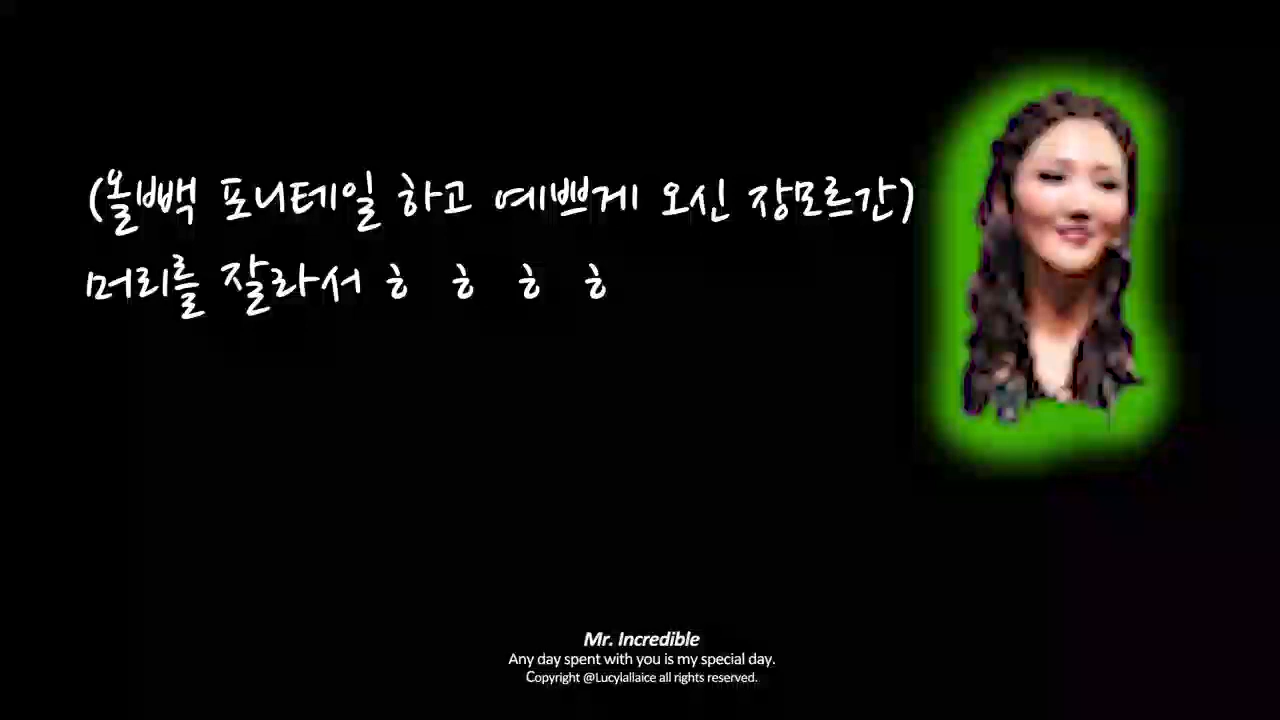 (올빽 포니테일 하고 예쁘게 오신 장모르간)
머리를 잘라서 ㅎ ㅎ ㅎ ㅎ
Mr. Incredible
Any day spent with you is my special day.
Copyright @Lucylallaice all rights reserved.